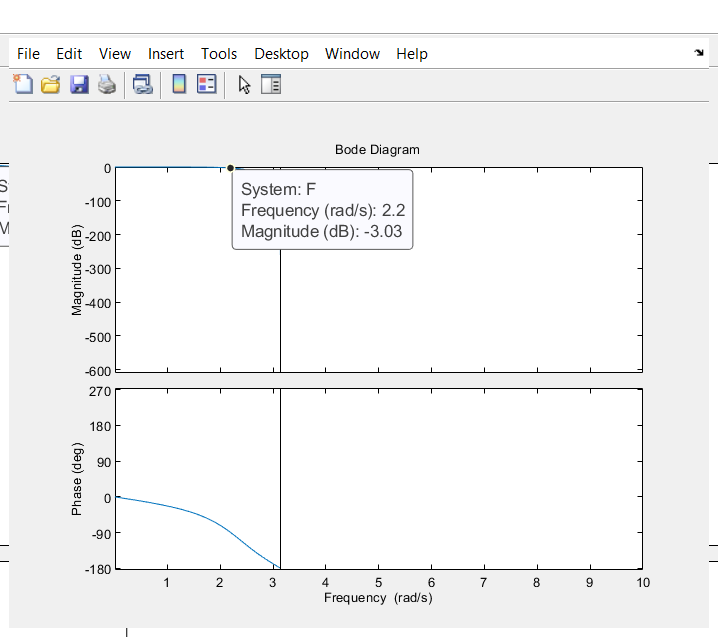 File Edit View Insert Tools Desktop Window Help
Bode Diagram
System: F
Frequency (rad/s): 2.2
Magnitude (dB): -3.03
Magnitude (dB)
0
-100
-200
-300
-400
-500
-600
Phase (deg)
270
180
90
0
-90
-180
1 2 3 4 5 6 7 8 9 10
Frequency (rad/s)